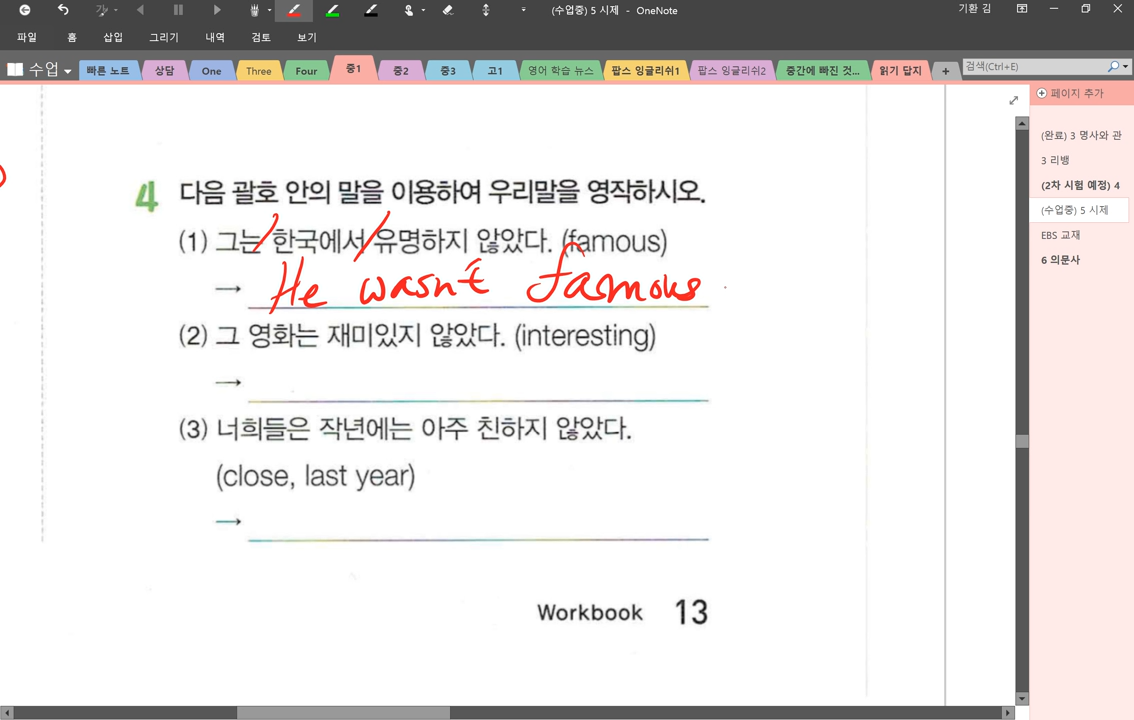 (수업중) 5 시제 - OneNote
기환 김
파일 홈 삽입 그리기 내역 검토 보기
수업 빠른 노트 상담 One Three Four 중1 중2 중3 고1 영어 학습 뉴스 팝스 잉글리쉬1 팝스 잉글리쉬2 중간에 빠진 것... 읽기 답지 + 검색(Ctrl+E)
페이지 추가
(완료) 3 명사와 관
3 리뱅
(2차 시험 예정) 4
(수업중) 5 시제
EBS 교재
6 의문사
4 다음 괄호 안의 말을 이용하여 우리말을 영작하시오.
(1) 그는 / 한국에서 / 유명하지 않았다. (famous)
→ He wasn't famous
(2) 그 영화는 재미있지 않았다. (interesting)
→
(3) 너희들은 작년에는 아주 친하지 않았다.
(close, last year)
→
Workbook 13